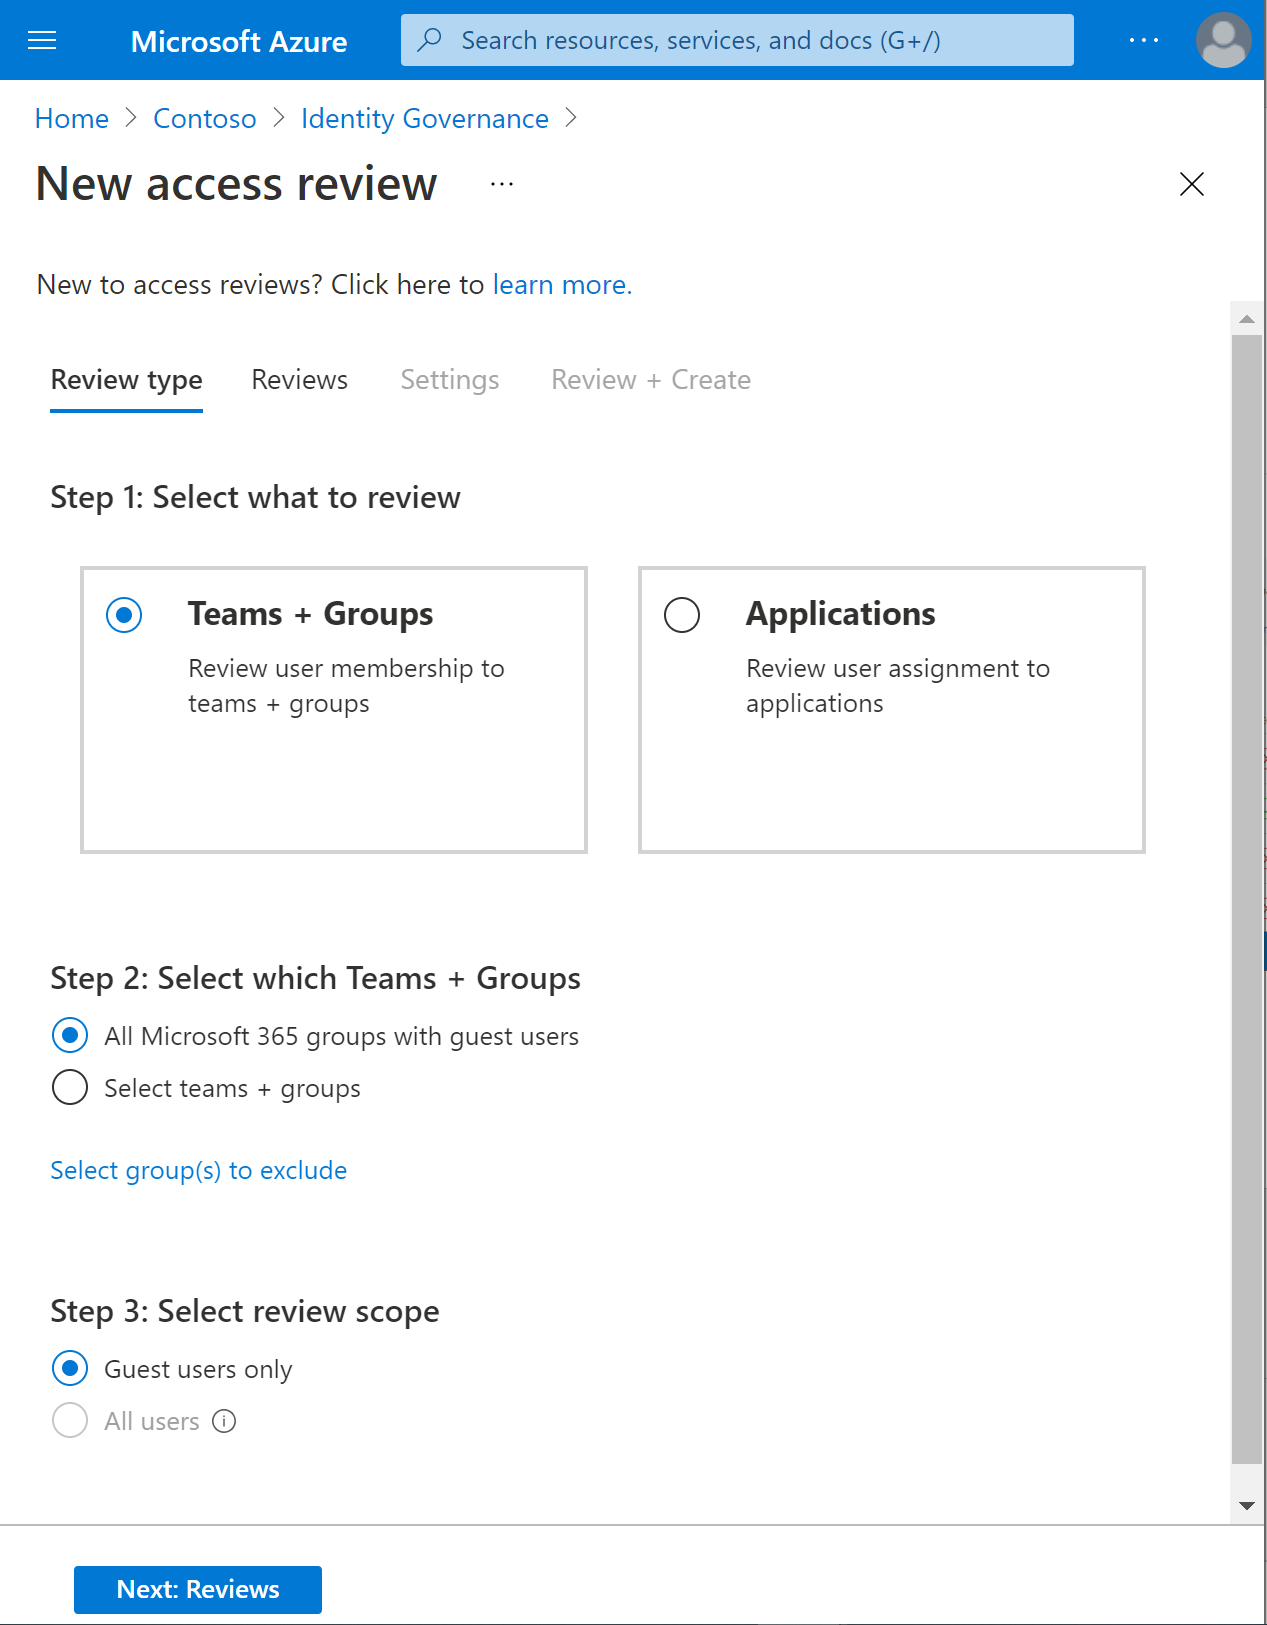 Microsoft Azure
Search resources, services, and docs (G+/)
Home > Contoso > Identity Governance >
New access review ...
New to access reviews? Click here to learn more.
Review type Reviews Settings Review + Create
Step 1: Select what to review
Teams + Groups
Review user membership to
teams + groups
Applications
Review user assignment to
applications
Step 2: Select which Teams + Groups
All Microsoft 365 groups with guest users
Select teams + groups
Select group(s) to exclude
Step 3: Select review scope
Guest users only
All users
Next: Reviews